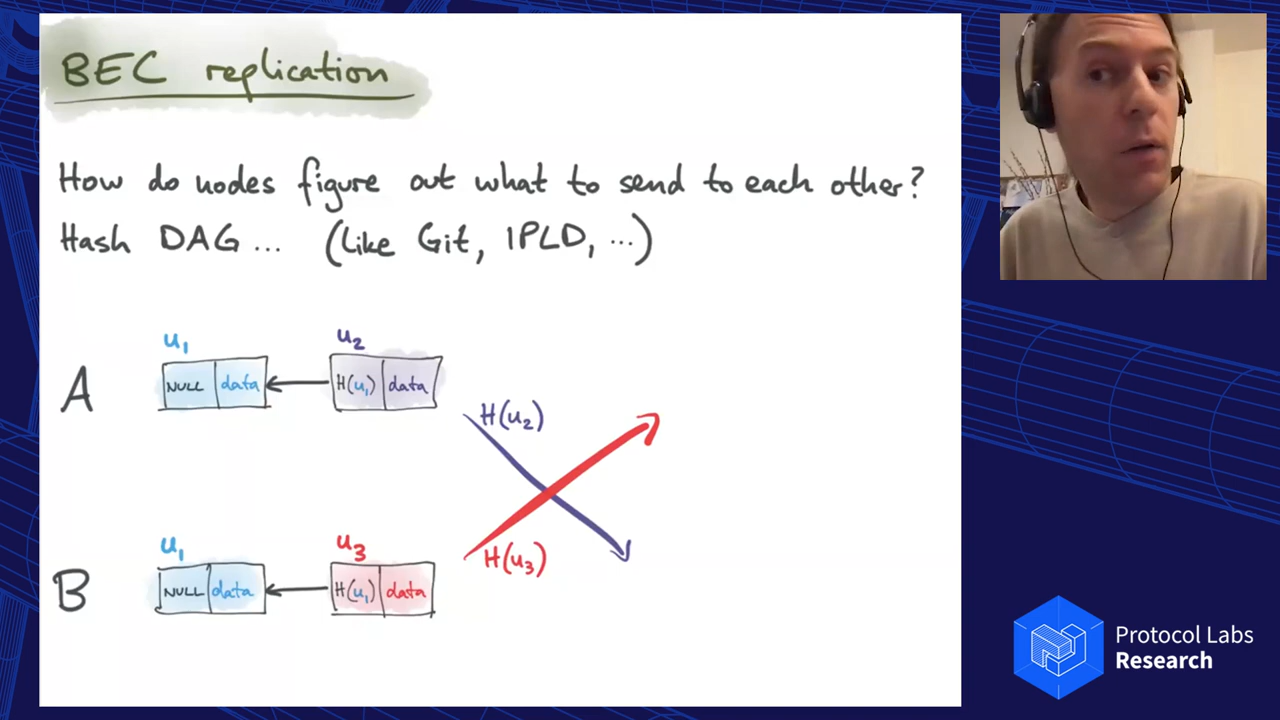 BEC replication
How do nodes figure out what to send to each other?
Hash DAG... (like Git, IPLD, ...)
u1 u2
A NULL data H(u1) data
H(u2)
u1 u3
H(u3)
B NULL data H(u1) data
Protocol Labs
Research